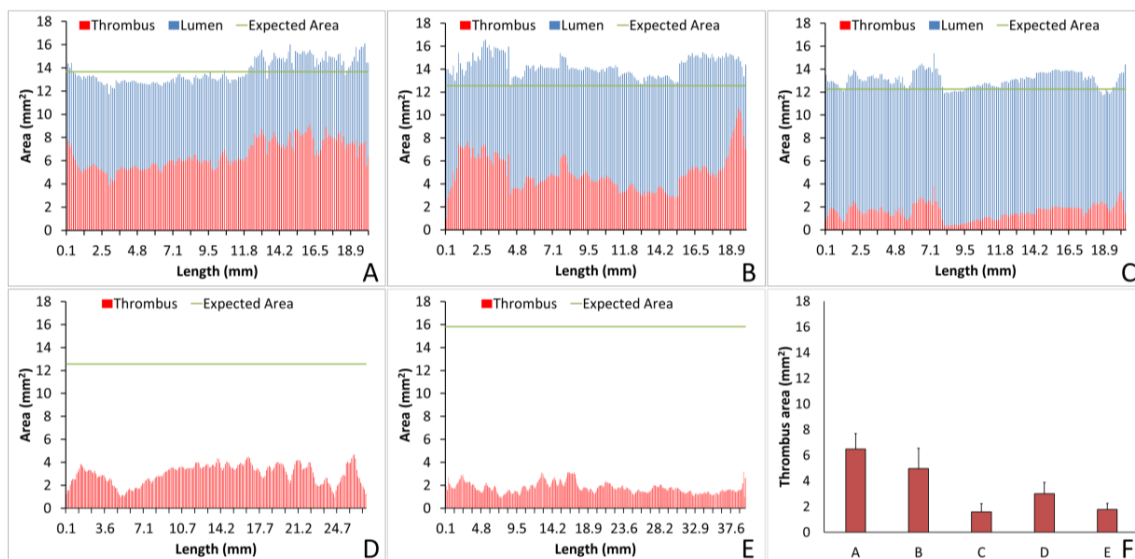 Thrombus Lumen Expected Area
Area (mm²)
18
16
14
12
10
8
6
4
2
0
0.1 2.5 4.8 7.1 9.5 11.8 14.2 16.5 18.9
Length (mm)
A
Thrombus Lumen Expected Area
Area (mm²)
18
16
14
12
10
8
6
4
2
0
0.1 2.5 4.8 7.1 9.5 11.8 14.2 16.5 18.9
Length (mm)
B
Thrombus Lumen Expected Area
Area (mm²)
18
16
14
12
10
8
6
4
2
0
0.1 2.5 4.8 7.1 9.5 11.8 14.2 16.5 18.9
Length (mm)
C
Thrombus Expected Area
Area (mm²)
18
16
14
12
10
8
6
4
2
0
0.1 3.6 7.1 10.7 14.2 17.7 21.2 24.7
Length (mm)
D
Thrombus Expected Area
Area (mm²)
18
16
14
12
10
8
6
4
2
0
0.1 4.8 9.5 14.2 18.9 23.6 28.2 32.9 37.6
Length (mm)
E
Thrombus area (mm²)
18
16
14
12
10
8
6
4
2
0
A B C D E
F